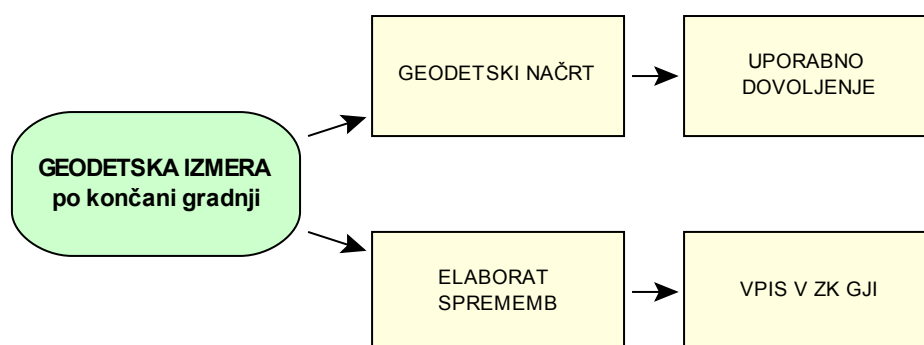 GEODETSKA IZMERA
po končani gradnji
GEODETSKI NAČRT
UPORABNO
DOVOLJENJE
ELABORAT
SPREMEMB
VPIS V ZK GJI